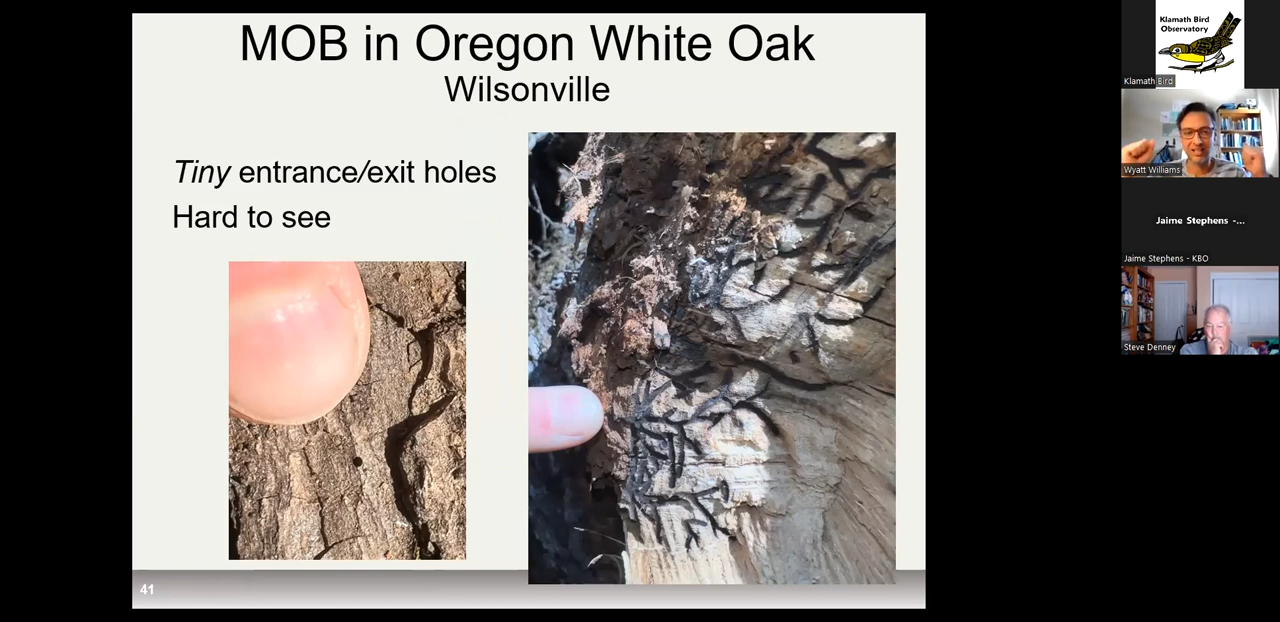 MOB in Oregon White Oak
Wilsonville
Tiny entrance/exit holes
Hard to see
41
Klamath Bird
Observatory
Klamath Bird
Wyatt Williams
Jaime Stephens -...
Jaime Stephens - KBO
Steve Denney